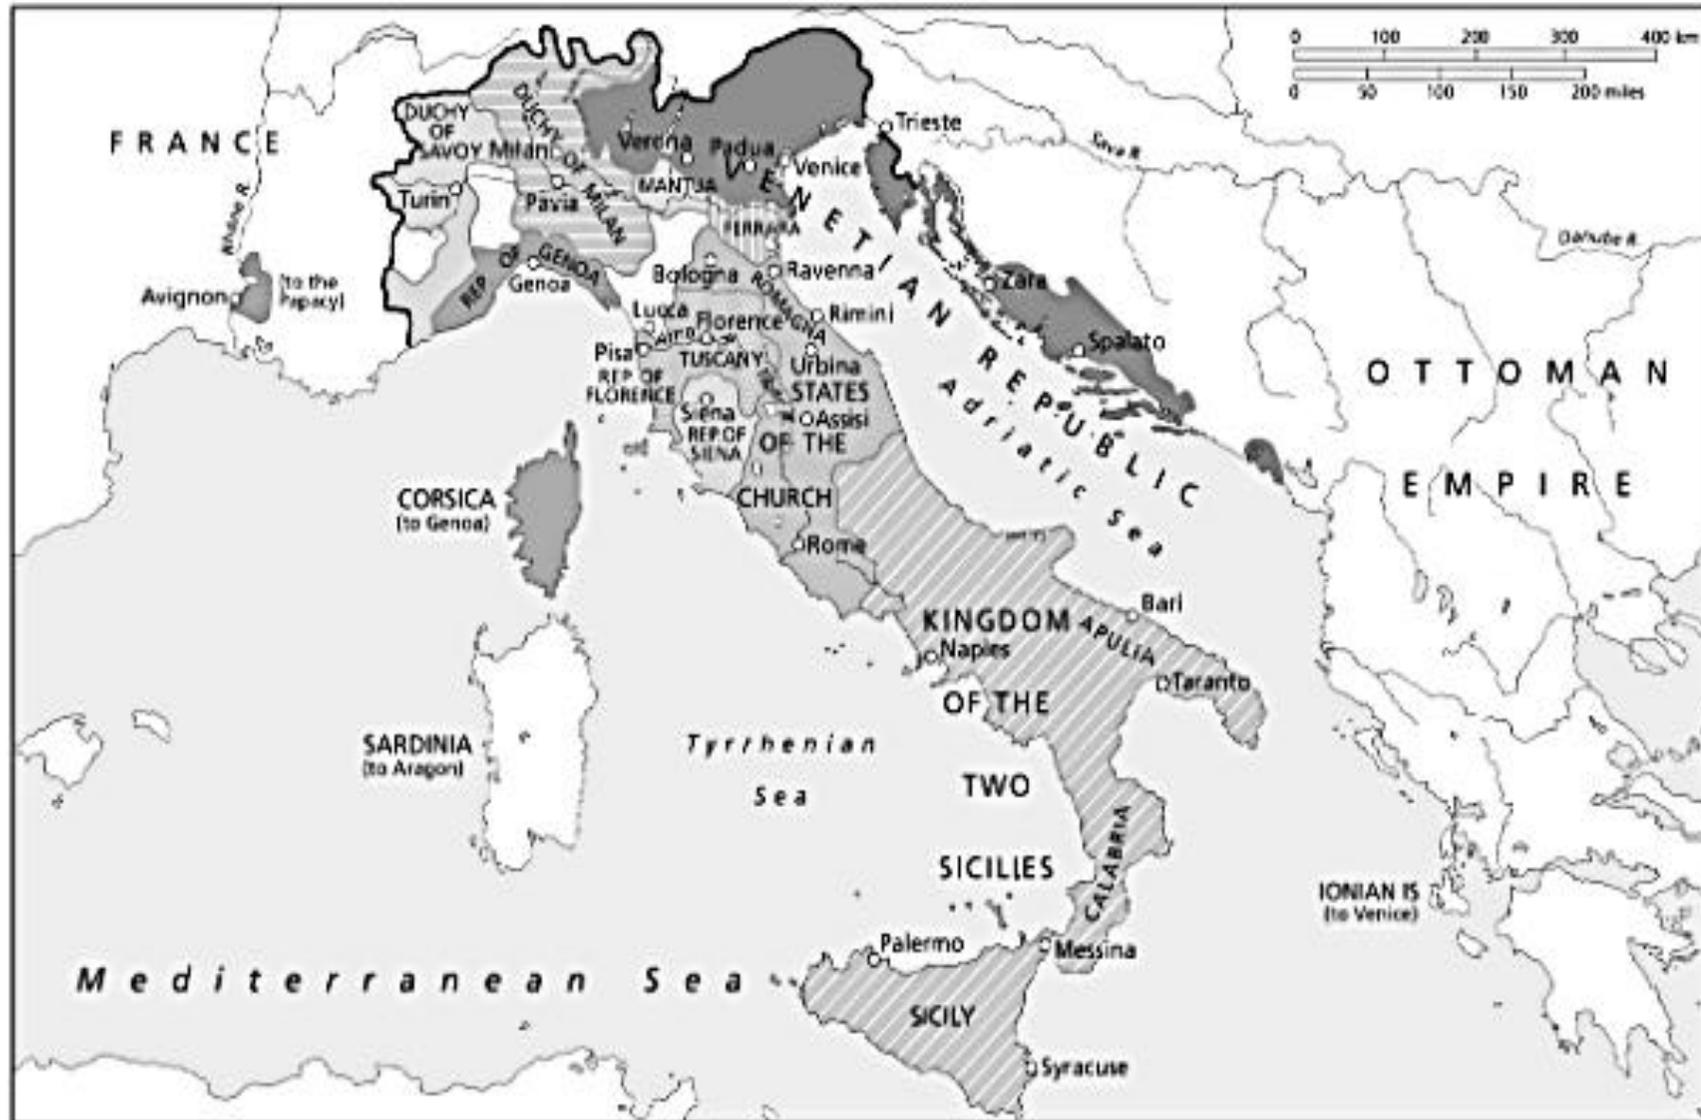 0 100 200 300 400 km
0 50 100 150 200 miles
FRANCE
Rhône R
Avignon
(to the
Papacy)
DUCHY
OF
SAVOY
DUCHY OF MILAN
Milan
Turin
Pavia
Verona
Padua
Venice
Trieste
MANTUA
FERRARA
REP OF GENOA
Genoa
Bologna
Ravenna
ROMAGNA
Rimini
Lucca
Florence
Pisa
TUSCANY
Urbina
REP OF
FLORENCE
Siena
REP OF
SIENA
STATES
OF THE
CHURCH
Assisi
Rome
VENETIAN REPUBLIC
Adriatic Sea
Zara
Spalato
Sava R
Danube R
OTTOMAN
EMPIRE
CORSICA
(to Genoa)
SARDINIA
(to Aragon)
Tyrrhenian
Sea
KINGDOM
OF THE
TWO
SICILIES
Naples
APULIA
Bari
Taranto
CALABRIA
Palermo
Messina
SICILY
Syracuse
IONIAN IS
(to Venice)
Mediterranean Sea